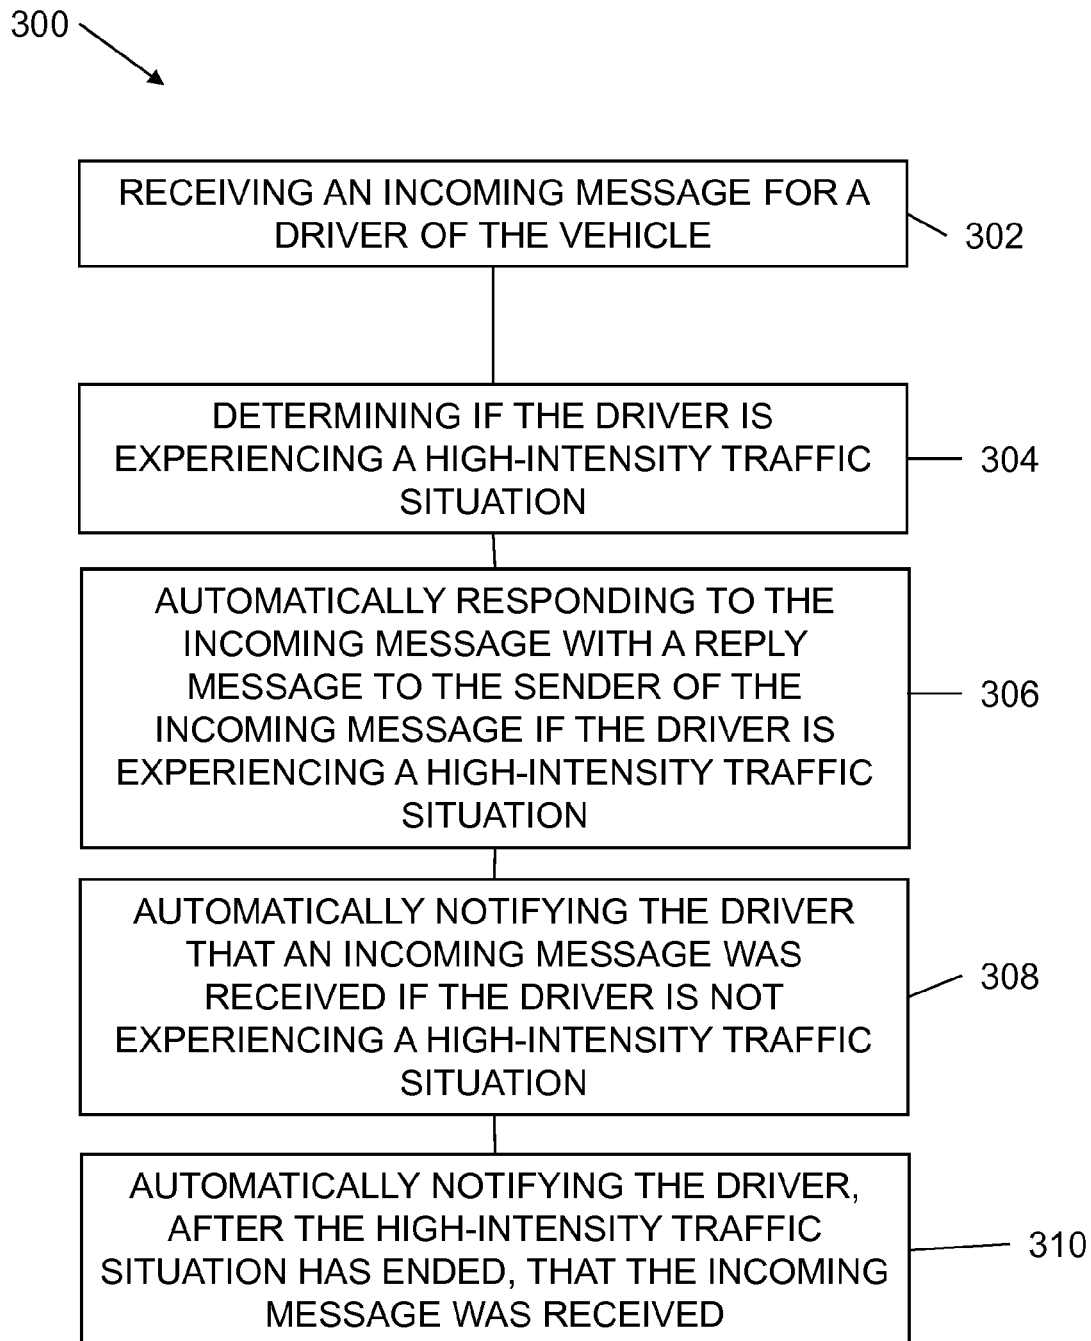 300
RECEIVING AN INCOMING MESSAGE FOR A
DRIVER OF THE VEHICLE
302
DETERMINING IF THE DRIVER IS
EXPERIENCING A HIGH-INTENSITY TRAFFIC
SITUATION
304
AUTOMATICALLY RESPONDING TO THE
INCOMING MESSAGE WITH A REPLY
MESSAGE TO THE SENDER OF THE
INCOMING MESSAGE IF THE DRIVER IS
EXPERIENCING A HIGH-INTENSITY TRAFFIC
SITUATION
306
AUTOMATICALLY NOTIFYING THE DRIVER
THAT AN INCOMING MESSAGE WAS
RECEIVED IF THE DRIVER IS NOT
EXPERIENCING A HIGH-INTENSITY TRAFFIC
SITUATION
308
AUTOMATICALLY NOTIFYING THE DRIVER,
AFTER THE HIGH-INTENSITY TRAFFIC
SITUATION HAS ENDED, THAT THE INCOMING
MESSAGE WAS RECEIVED
310